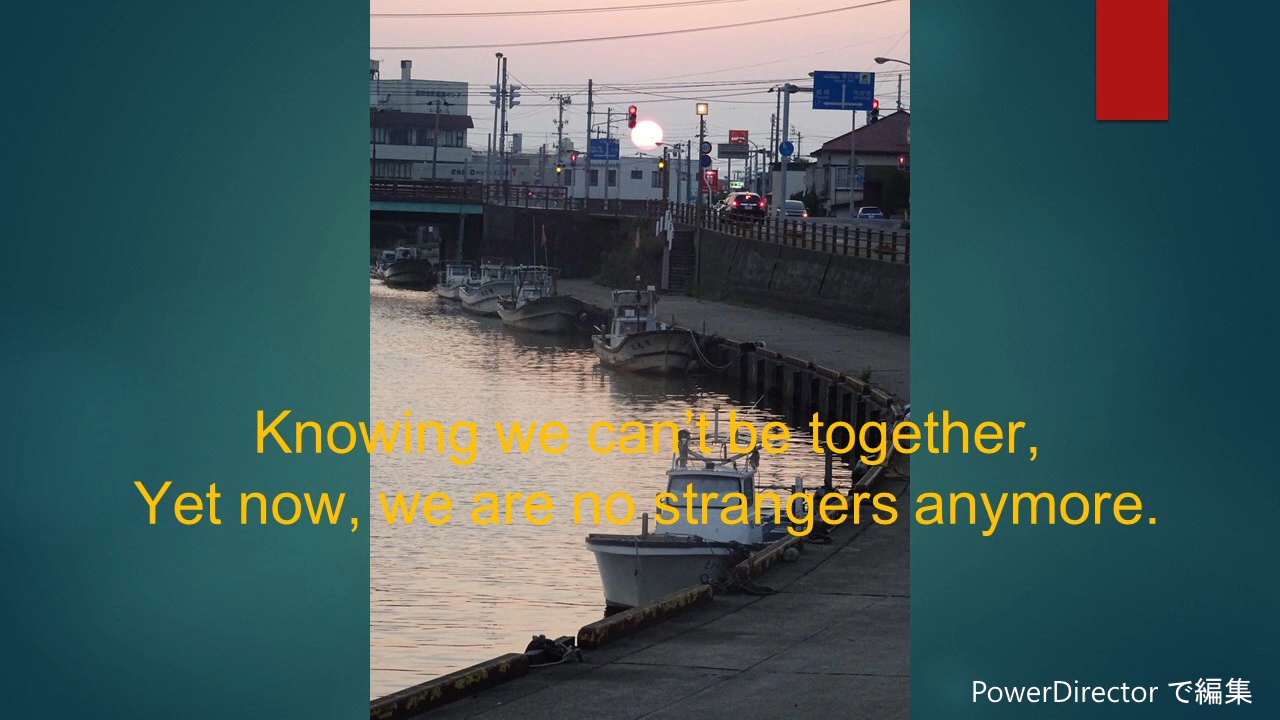 Knowing we can't be together,
Yet now, we are no strangers anymore.
PowerDirector で編集